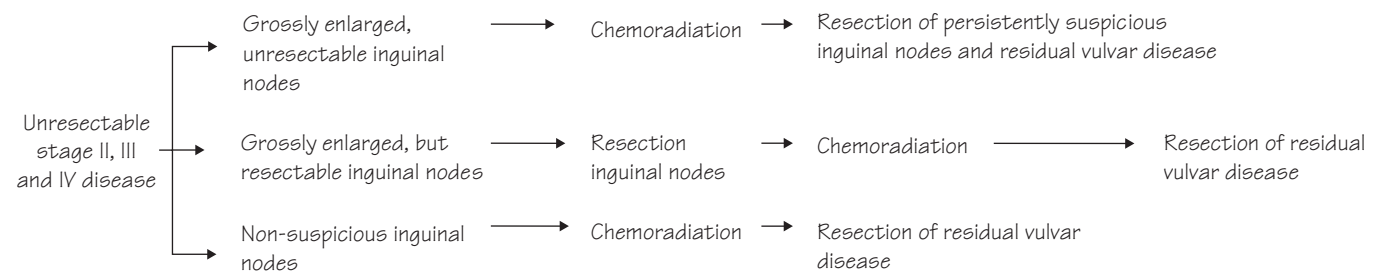 Unresectable
stage II, III
and IV disease
Grossly enlarged,
unresectable inguinal
nodes
Chemoradiation
Resection of persistently suspicious
inguinal nodes and residual vulvar disease
Grossly enlarged, but
resectable inguinal nodes
Resection
inguinal nodes
Chemoradiation
Resection of residual
vulvar disease
Non-suspicious inguinal
nodes
Chemoradiation
Resection of residual vulvar
disease